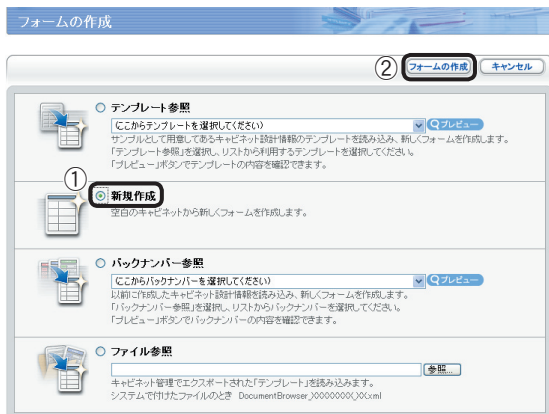 フォームの作成
② フォームの作成 キャンセル
テンプレート参照
(ここからテンプレートを選択してください) プレビュー
サンプルとして用意してあるキャビネット設計情報のテンプレートを読み込み、新しくフォームを作成します。
「テンプレート参照」を選択し、リストから利用するテンプレートを選択してください。
「プレビュー」ボタンでテンプレートの内容を確認できます。
① 新規作成
空白のキャビネットから新しくフォームを作成します。
バックナンバー参照
(ここからバックナンバーを選択してください) プレビュー
以前に作成したキャビネット設計情報を読み込み、新しくフォームを作成します。
「バックナンバー参照」を選択し、リストからバックナンバーを選択してください。
「プレビュー」ボタンでバックナンバーの内容を確認できます。
ファイル参照
参照...
キャビネット管理でエクスポートされた「テンプレート」を読み込みます。
システムで付けたファイルのとき